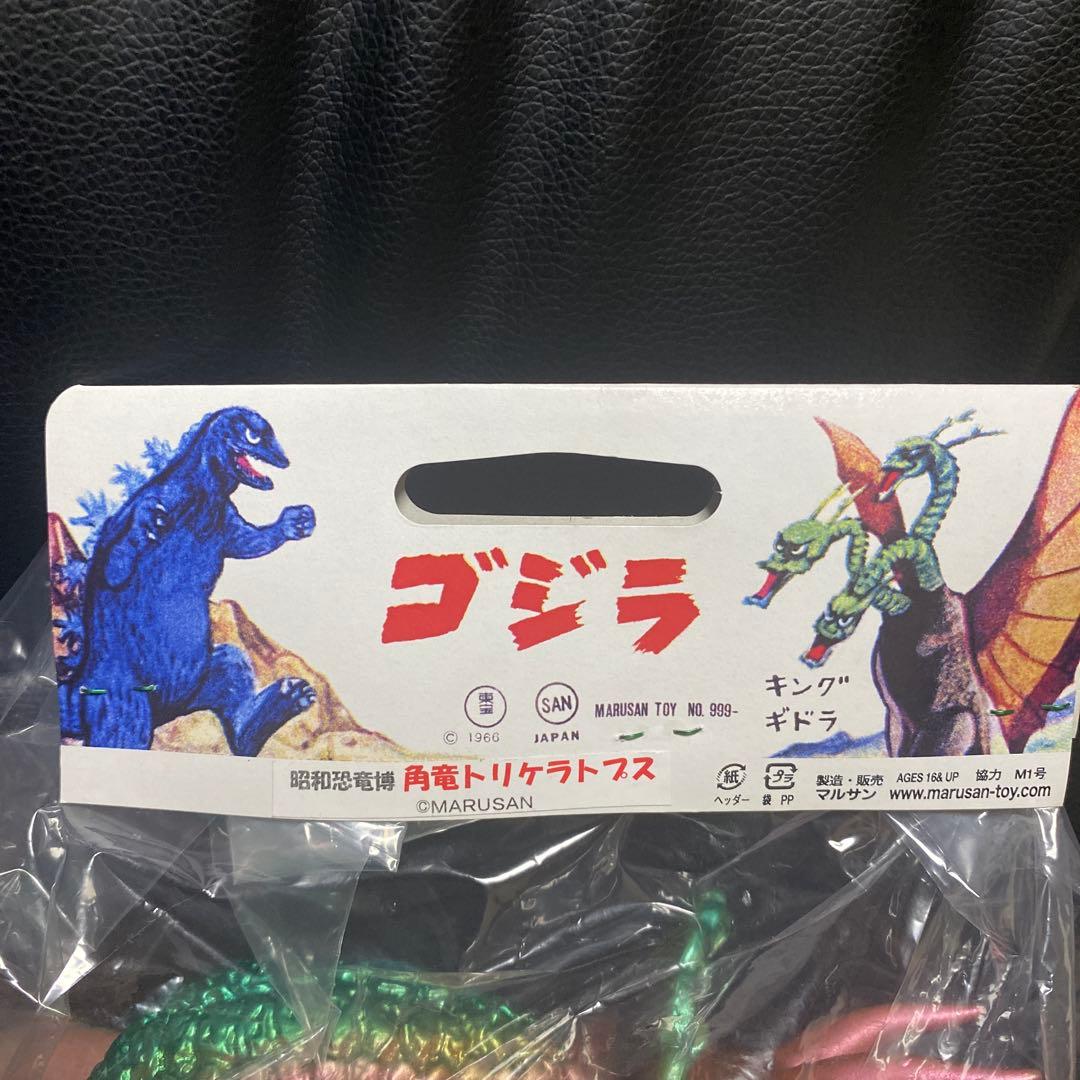 ゴジラ
東宝
© 1966
SAN
JAPAN
MARUSAN TOY NO. 999-
キング
ギドラ
昭和恐竜博 角竜トリケラトプス
©MARUSAN
紙
ヘッダー
プラ
袋 PP
製造・販売 AGES 16& UP 協力 M1号
マルサン www.marusan-toy.com